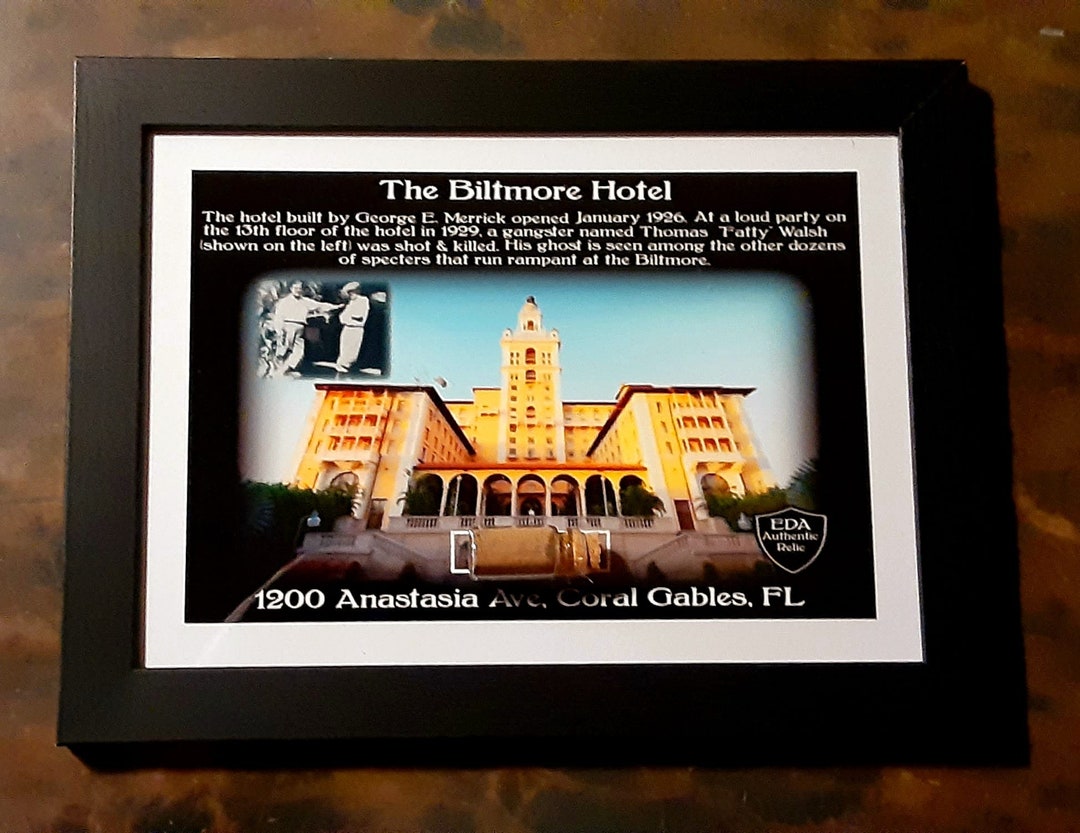 The Biltmore Hotel
The hotel built by George E. Merrick opened January 1926. At a loud party on
the 13th floor of the hotel in 1929, a gangster named Thomas "Fatty" Walsh
(shown on the left) was shot & killed. His ghost is seen among the other dozens
of specters that run rampant at the Biltmore.
EDA
Authentic
Relic
1200 Anastasia Ave, Coral Gables, FL